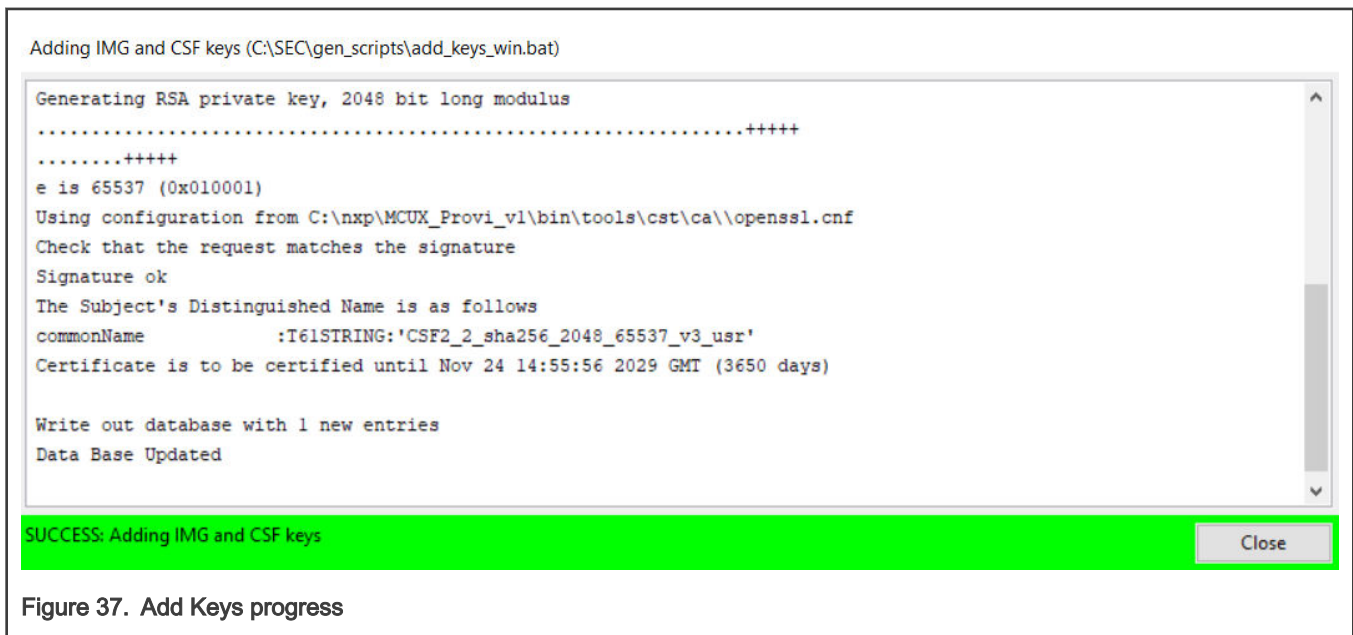 Adding IMG and CSF keys (C:\SEC\gen_scripts\add_keys_win.bat)
Generating RSA private key, 2048 bit long modulus
................................................................+++++
........+++++
e is 65537 (0x010001)
Using configuration from C:\nxp\MCUX_Provi_v1\bin\tools\cst\ca\\openssl.cnf
Check that the request matches the signature
Signature ok
The Subject's Distinguished Name is as follows
commonName            :T61STRING:'CSF2_2_sha256_2048_65537_v3_usr'
Certificate is to be certified until Nov 24 14:55:56 2029 GMT (3650 days)
Write out database with 1 new entries
Data Base Updated
SUCCESS: Adding IMG and CSF keys
Close
Figure 37. Add Keys progress